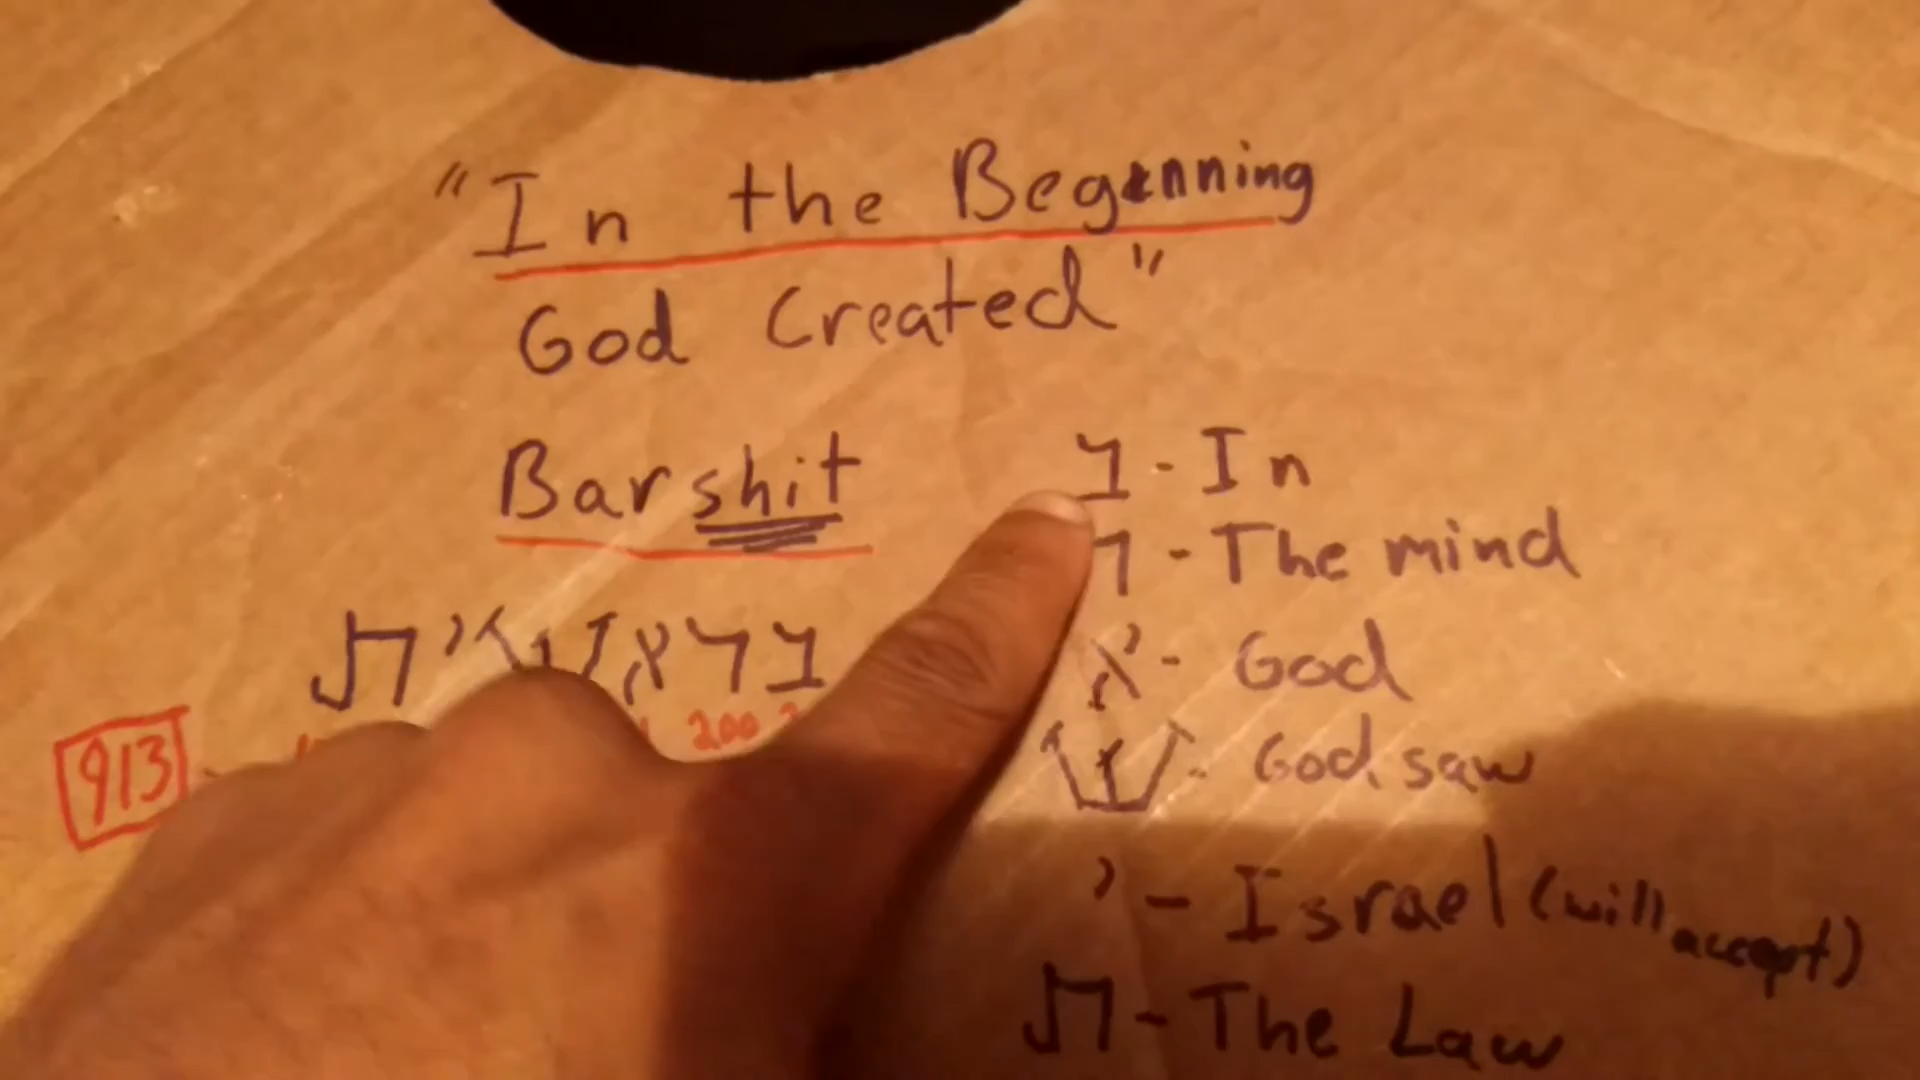 "In the Beginning
God Created"
Barshit
ב - In
ר - The mind
א - God
ש - God saw
י - Israel (will accept)
ת - The Law
בראשית
200
913